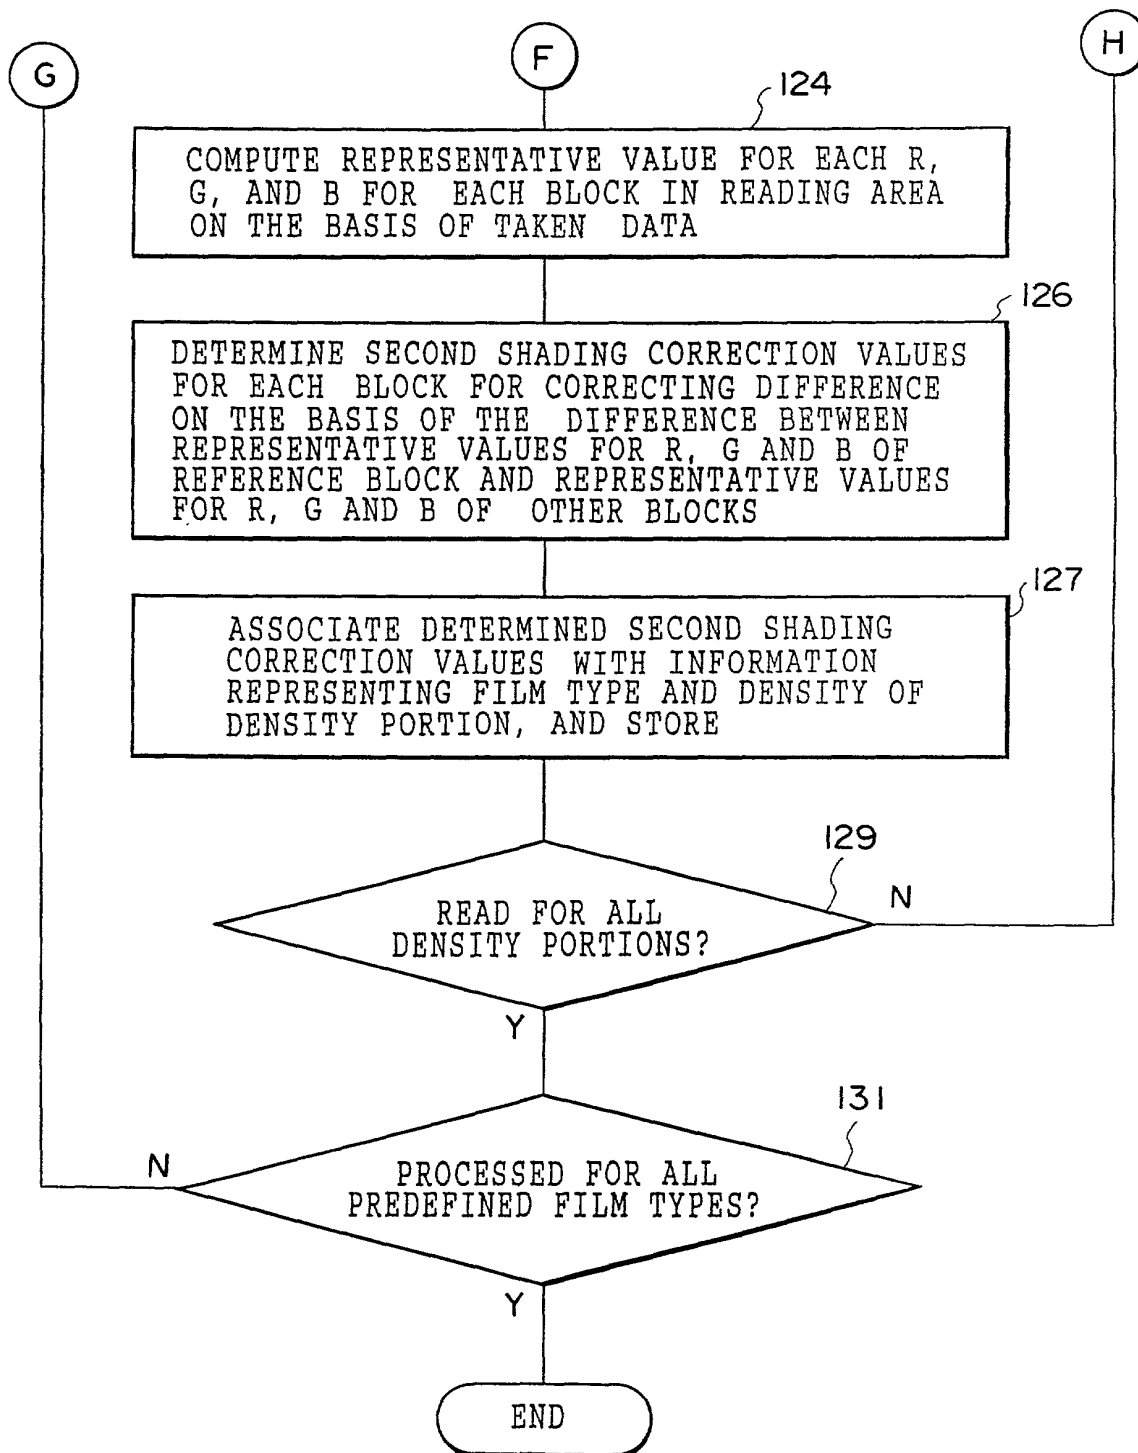 G
F
H
124
COMPUTE REPRESENTATIVE VALUE FOR EACH R,
G, AND B FOR EACH BLOCK IN READING AREA
ON THE BASIS OF TAKEN DATA
126
DETERMINE SECOND SHADING CORRECTION VALUES
FOR EACH BLOCK FOR CORRECTING DIFFERENCE
ON THE BASIS OF THE DIFFERENCE BETWEEN
REPRESENTATIVE VALUES FOR R, G AND B OF
REFERENCE BLOCK AND REPRESENTATIVE VALUES
FOR R, G AND B OF OTHER BLOCKS
127
ASSOCIATE DETERMINED SECOND SHADING
CORRECTION VALUES WITH INFORMATION
REPRESENTING FILM TYPE AND DENSITY OF
DENSITY PORTION, AND STORE
129
N
READ FOR ALL
DENSITY PORTIONS?
Y
131
N
PROCESSED FOR ALL
PREDEFINED FILM TYPES?
Y
END